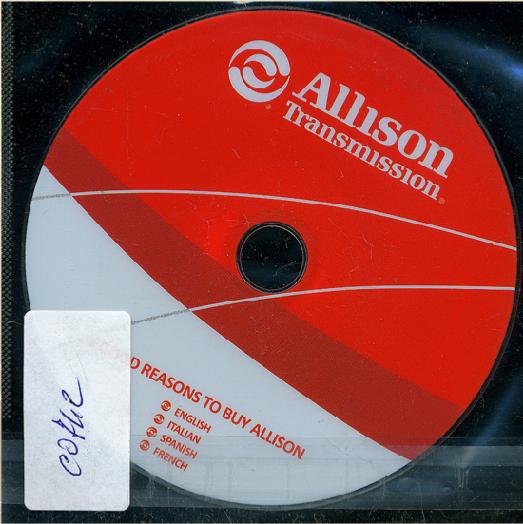 Allison
Transmission®
D REASONS TO BUY ALLISON
ENGLISH
ITALIAN
SPANISH
FRENCH